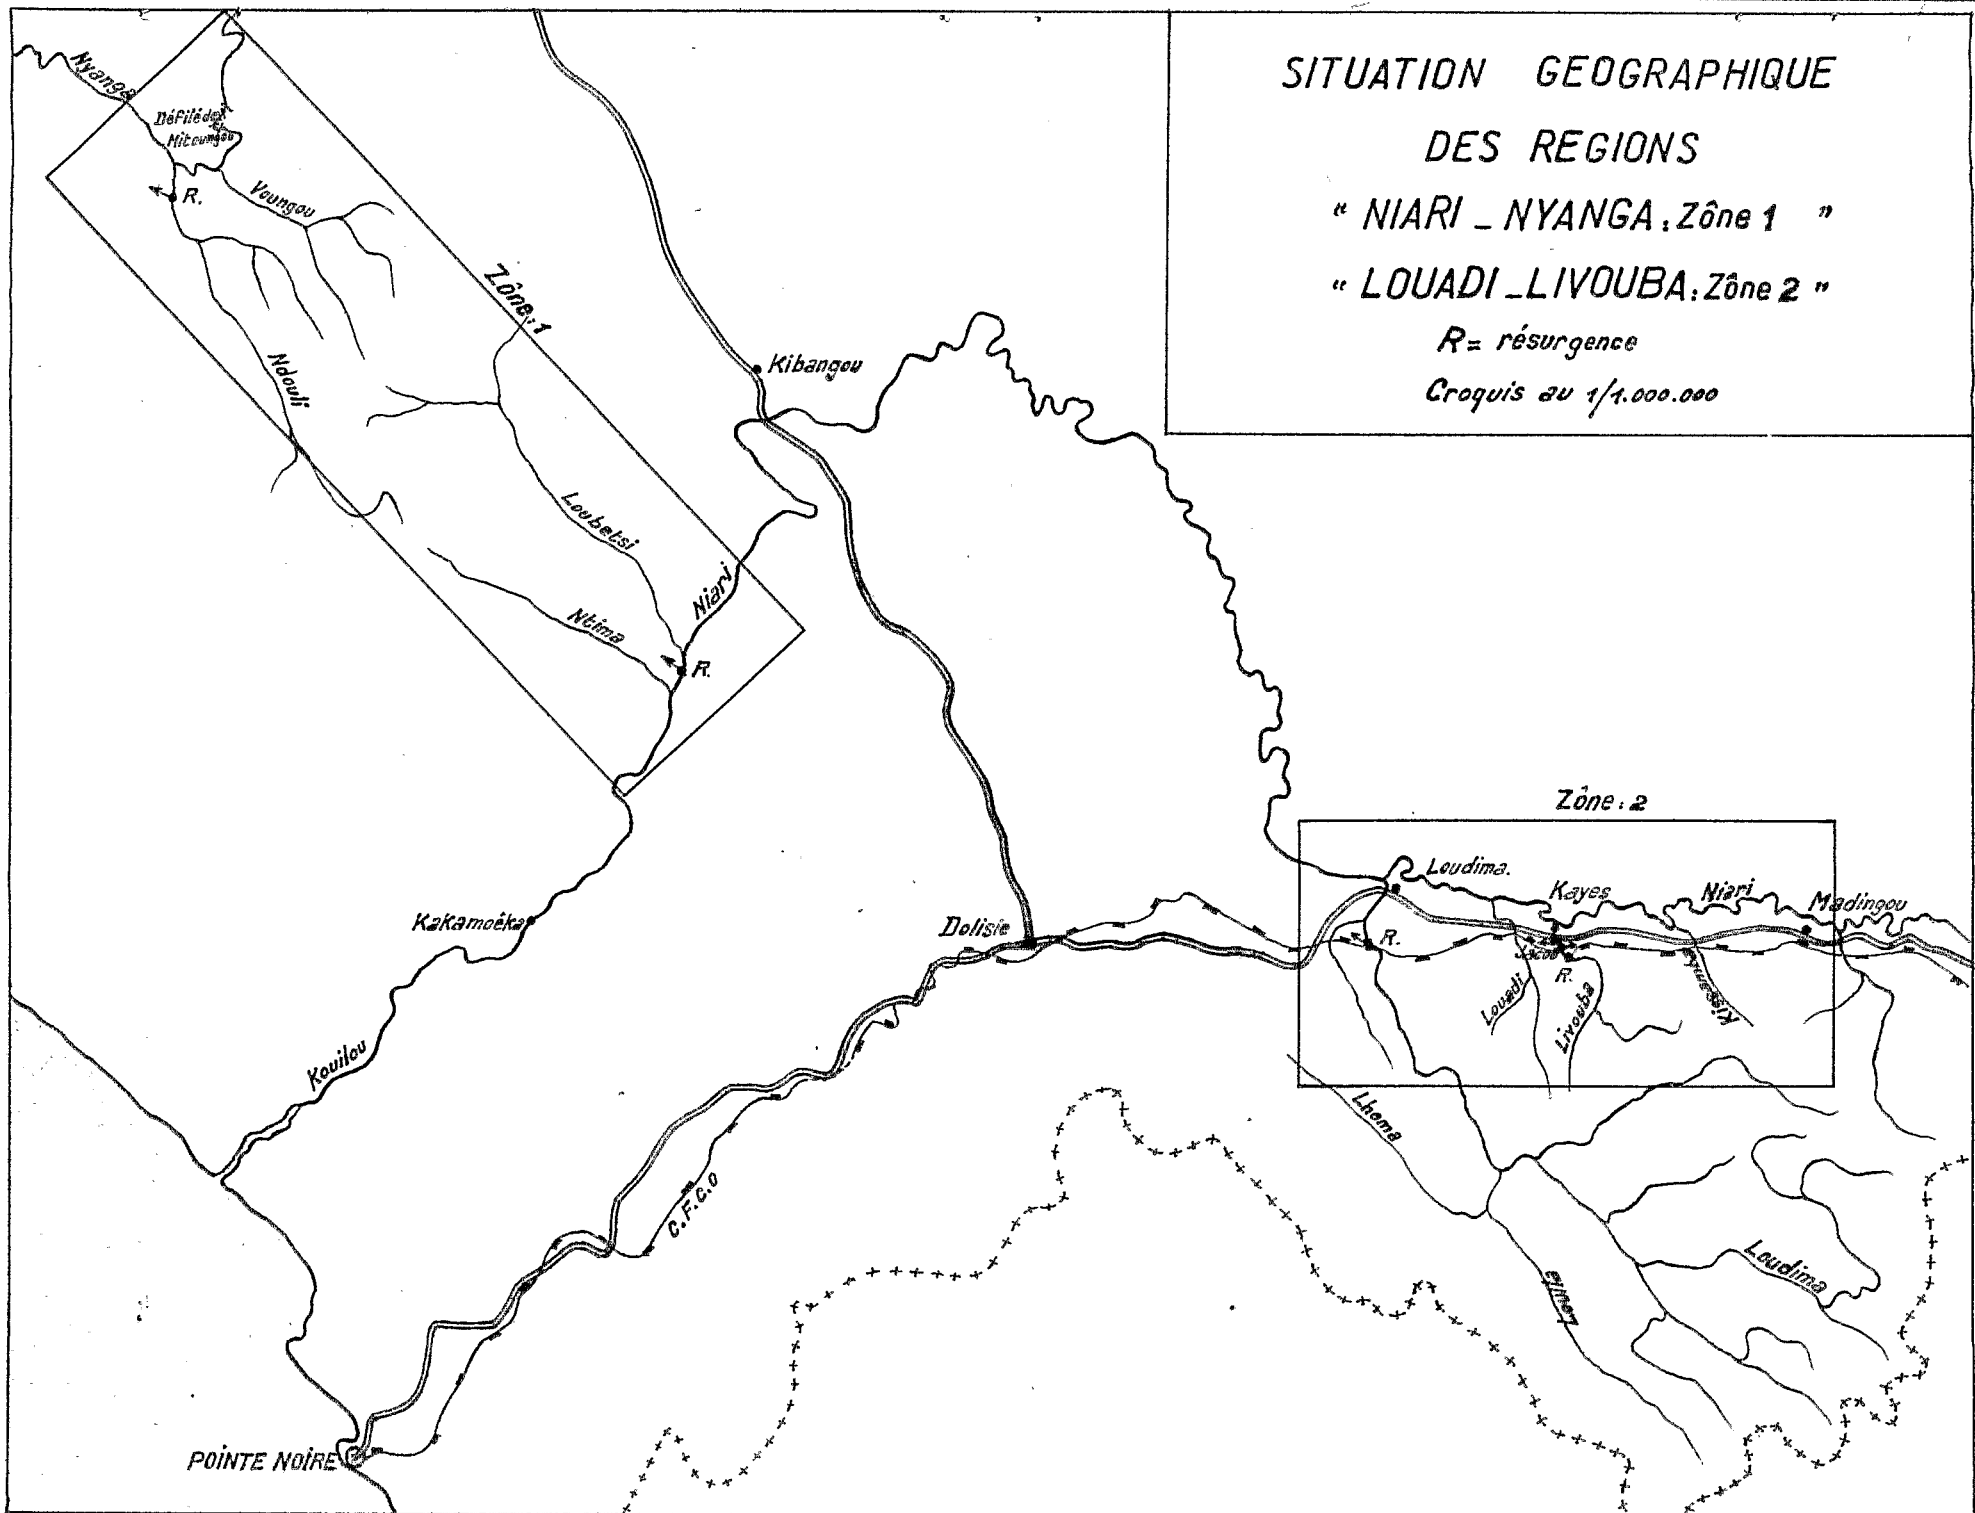 SITUATION GEOGRAPHIQUE
DES REGIONS
" NIARI _ NYANGA : Zône 1 "
" LOUADI _ LIVOUBA : Zône 2 "
R = résurgence
Croquis au 1/1.000.000
Nyanga
Défilé des
Mitoungou
R.
Voungou
Zône : 1
Ndouli
Kibangou
Loubetsi
Niari
Ntima
R.
Zône : 2
Loudima.
Kayes
Niari
Madingou
Kakamoëka
Dolisie
R.
Jacob
R.
Louadi
Livouba
Kouilou
Lhoma
C.F.C.O
Loudima
POINTE NOIRE